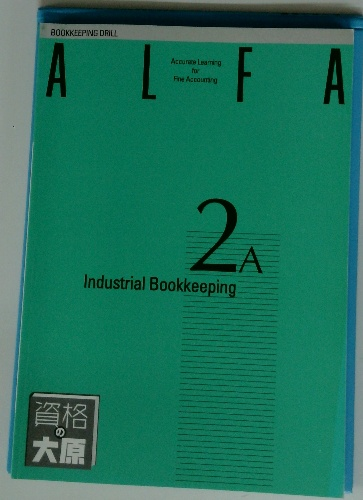 BOOKKEEPING DRILL
A L F A
Accurate Learning
for
Fine Accounting
2A
Industrial Bookkeeping
資格
の
大原